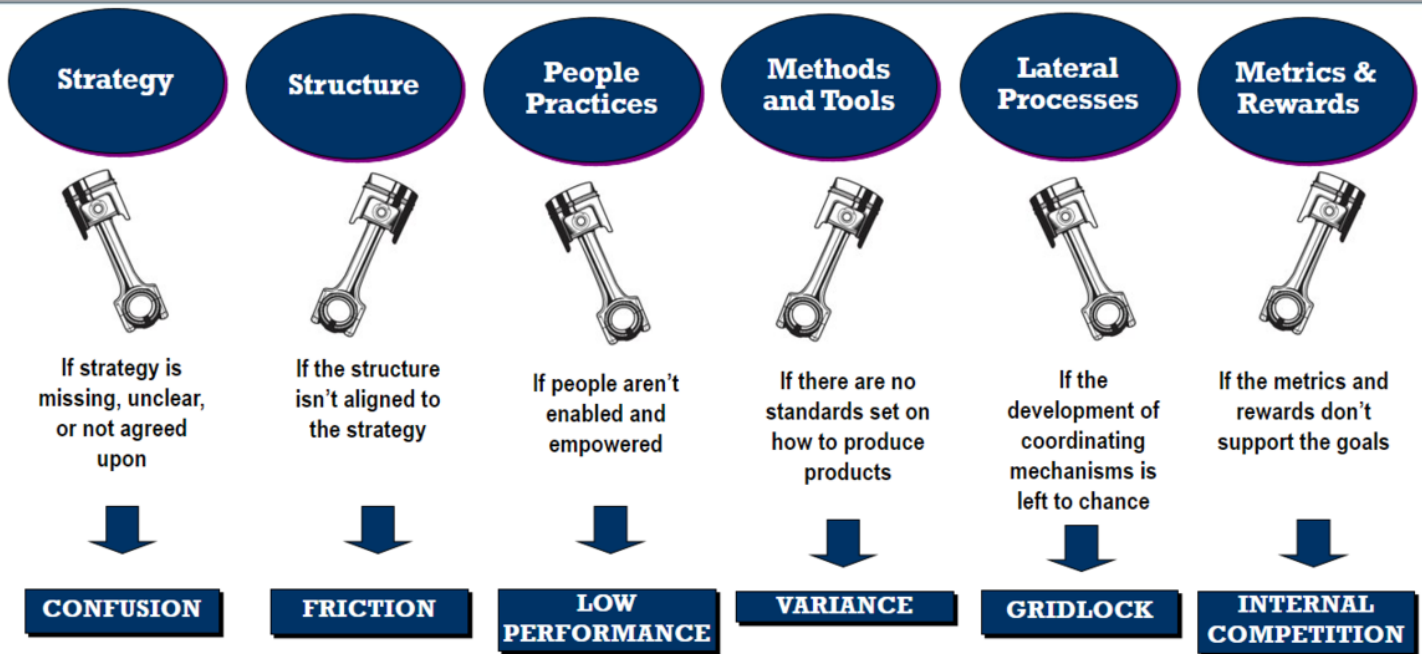 Strategy
Structure
People
Practices
Methods
and Tools
Lateral
Processes
Metrics &
Rewards
If strategy is
missing, unclear,
or not agreed
upon
If the structure
isn't aligned to
the strategy
If people aren't
enabled and
empowered
If there are no
standards set on
how to produce
products
If the
development of
coordinating
mechanisms is
left to chance
If the metrics and
rewards don't
support the goals
CONFUSION
FRICTION
LOW
PERFORMANCE
VARIANCE
GRIDLOCK
INTERNAL
COMPETITION